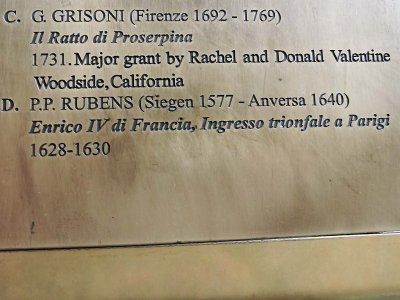 C. G. GRISONI (Firenze 1692 - 1769)
Il Ratto di Proserpina
1731. Major grant by Rachel and Donald Valentine
Woodside, California
D. P.P. RUBENS (Siegen 1577 - Anversa 1640)
Enrico IV di Francia, Ingresso trionfale a Parigi
1628-1630